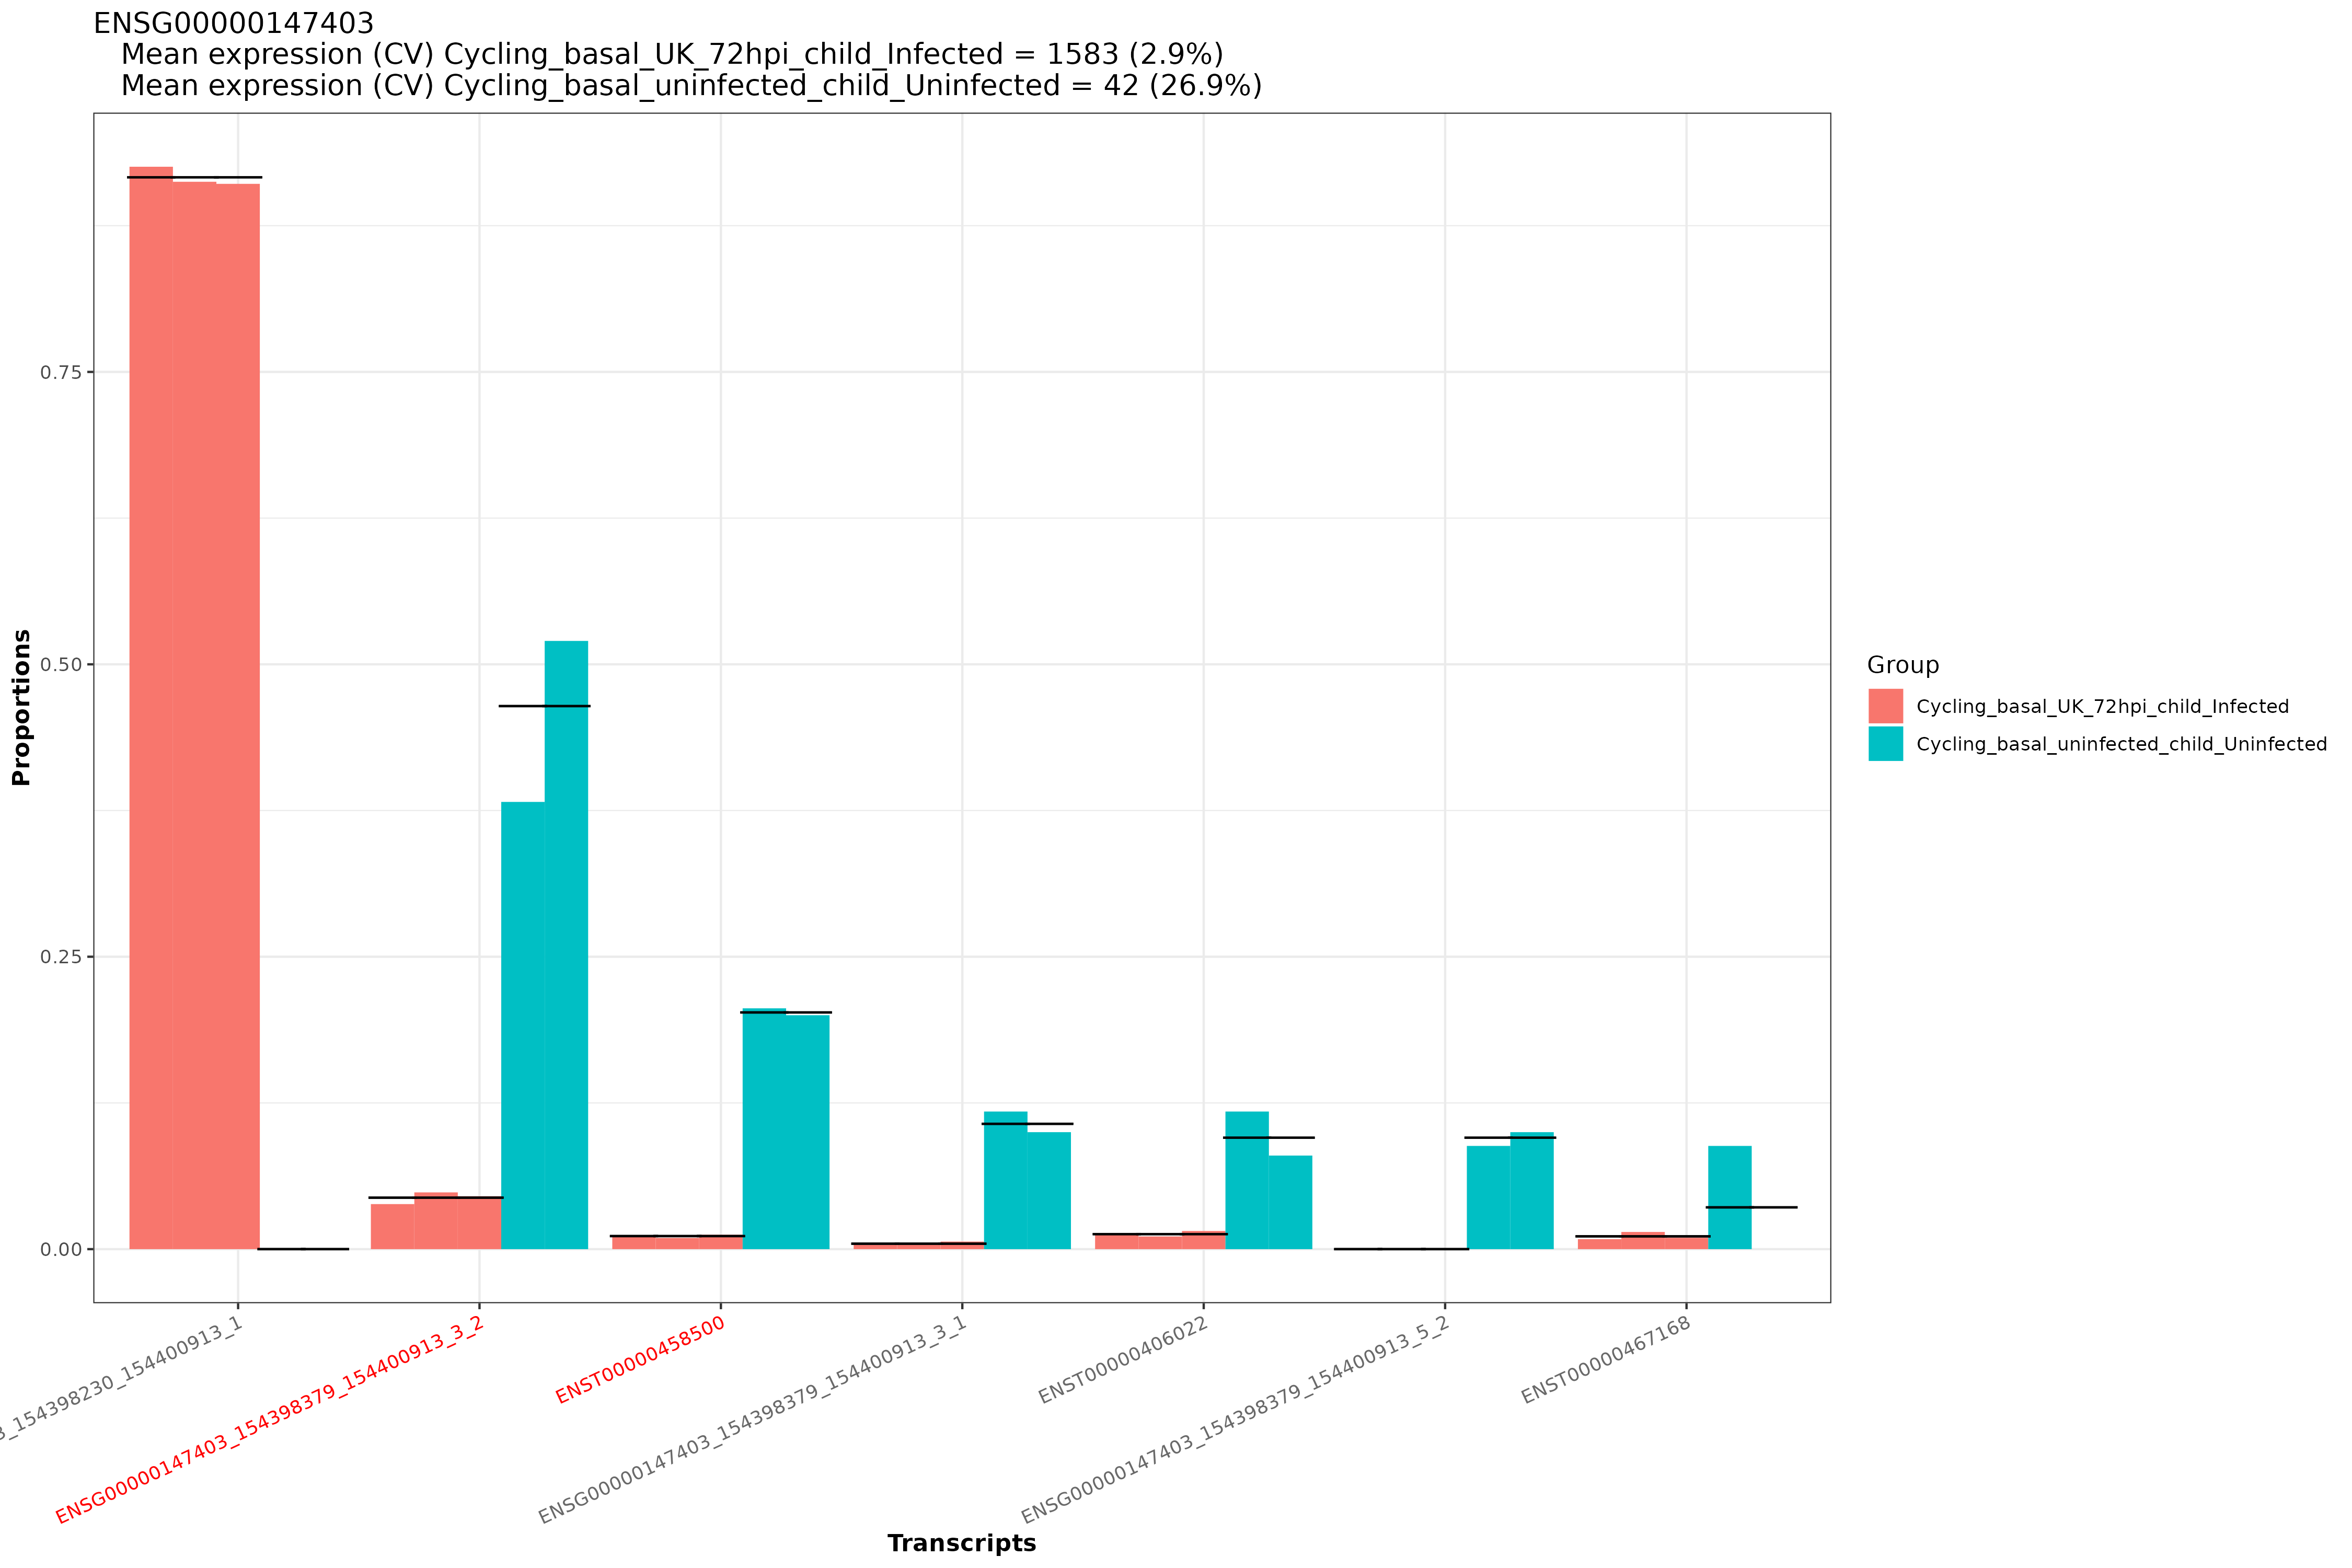 ENSG00000147403
Mean expression (CV) Cycling_basal_UK_72hpi_child_Infected = 1583 (2.9%)
Mean expression (CV) Cycling_basal_uninfected_child_Uninfected = 42 (26.9%)
Proportions
0.75
0.50
0.25
0.00
Group
Cycling_basal_UK_72hpi_child_Infected
Cycling_basal_uninfected_child_Uninfected
3_154398230_154400913_1
ENSG00000147403_154398379_154400913_3_2
ENST00000458500
ENSG00000147403_154398379_154400913_3_1
ENST00000406022
ENSG00000147403_154398379_154400913_5_2
ENST00000467168
Transcripts